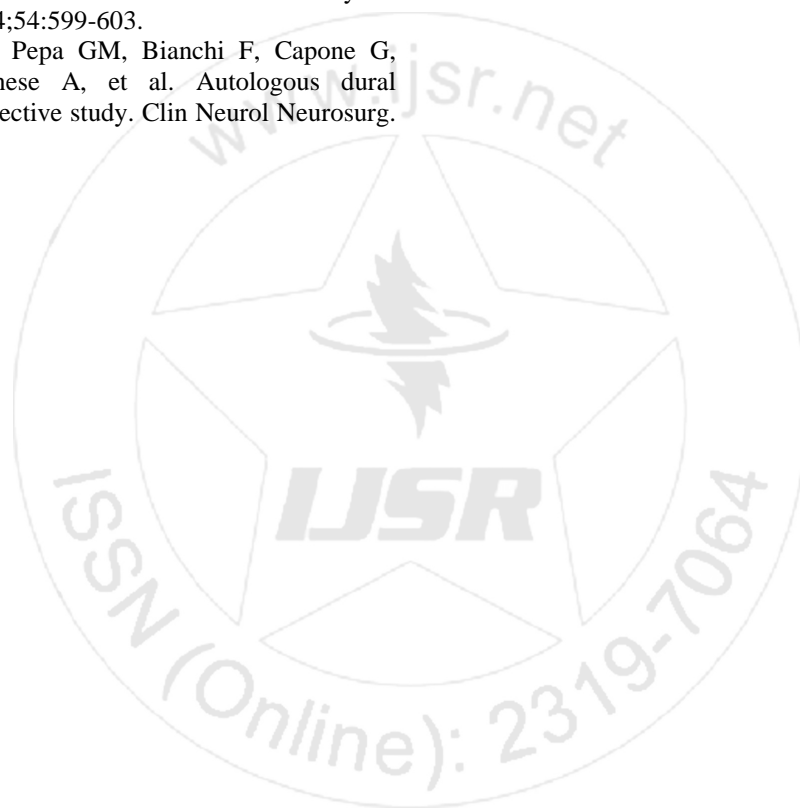 4;54:599-603.
Pepa GM, Bianchi F, Capone G,
nese A, et al. Autologous dural
ective study. Clin Neurol Neurosurg.
www.ijsr.net
IJSR
ISSN (Online): 2319-7064